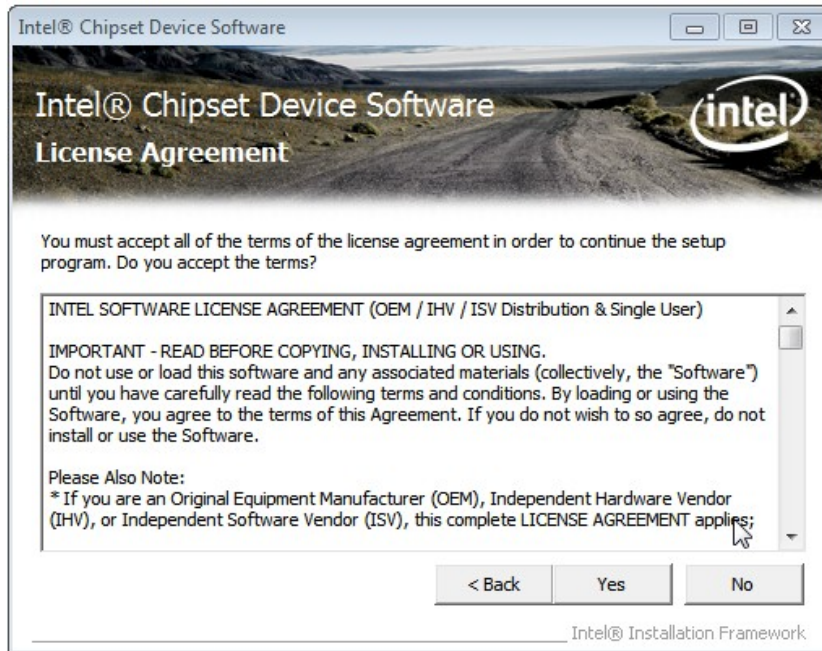 Intel® Chipset Device Software
Intel® Chipset Device Software
intel
License Agreement
You must accept all of the terms of the license agreement in order to continue the setup
program. Do you accept the terms?
INTEL SOFTWARE LICENSE AGREEMENT (OEM / IHV / ISV Distribution & Single User)
IMPORTANT - READ BEFORE COPYING, INSTALLING OR USING.
Do not use or load this software and any associated materials (collectively, the "Software")
until you have carefully read the following terms and conditions. By loading or using the
Software, you agree to the terms of this Agreement. If you do not wish to so agree, do not
install or use the Software.
Please Also Note:
* If you are an Original Equipment Manufacturer (OEM), Independent Hardware Vendor
(IHV), or Independent Software Vendor (ISV), this complete LICENSE AGREEMENT applies;
< Back Yes No
Intel® Installation Framework